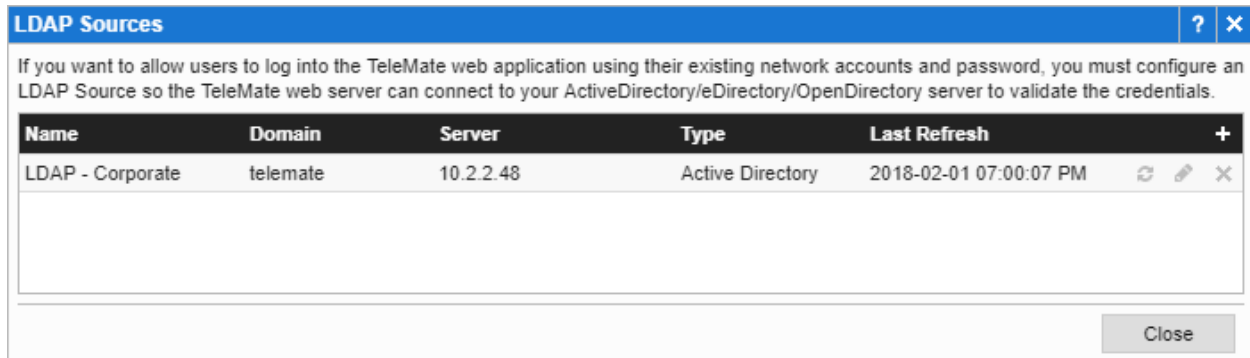 LDAP Sources ? ×
If you want to allow users to log into the TeleMate web application using their existing network accounts and password, you must configure an
LDAP Source so the TeleMate web server can connect to your ActiveDirectory/eDirectory/OpenDirectory server to validate the credentials.
Name Domain Server Type Last Refresh +
LDAP - Corporate telemate 10.2.2.48 Active Directory 2018-02-01 07:00:07 PM
Close